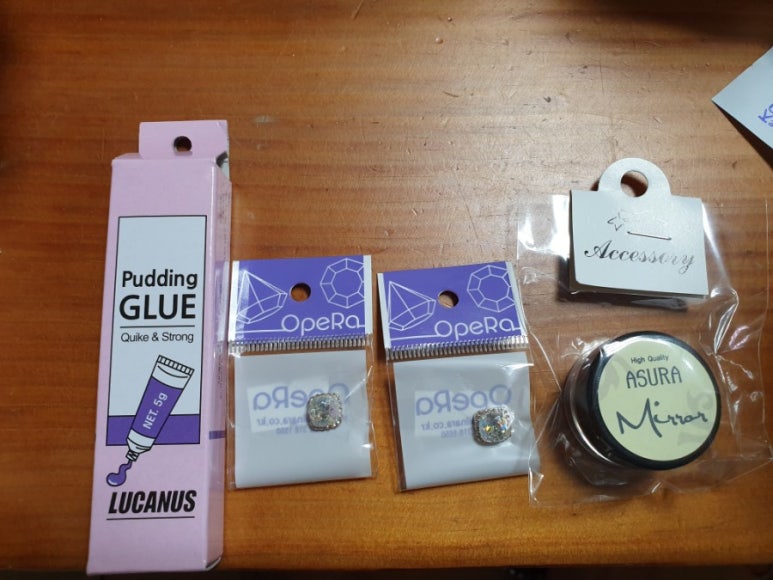 Pudding
GLUE
Quike & Strong
NET. 5g
LUCANUS
OpeRa
OpeRa
OpeRa
OpeRa
Accessory
High Quality
ASURA
Mirror